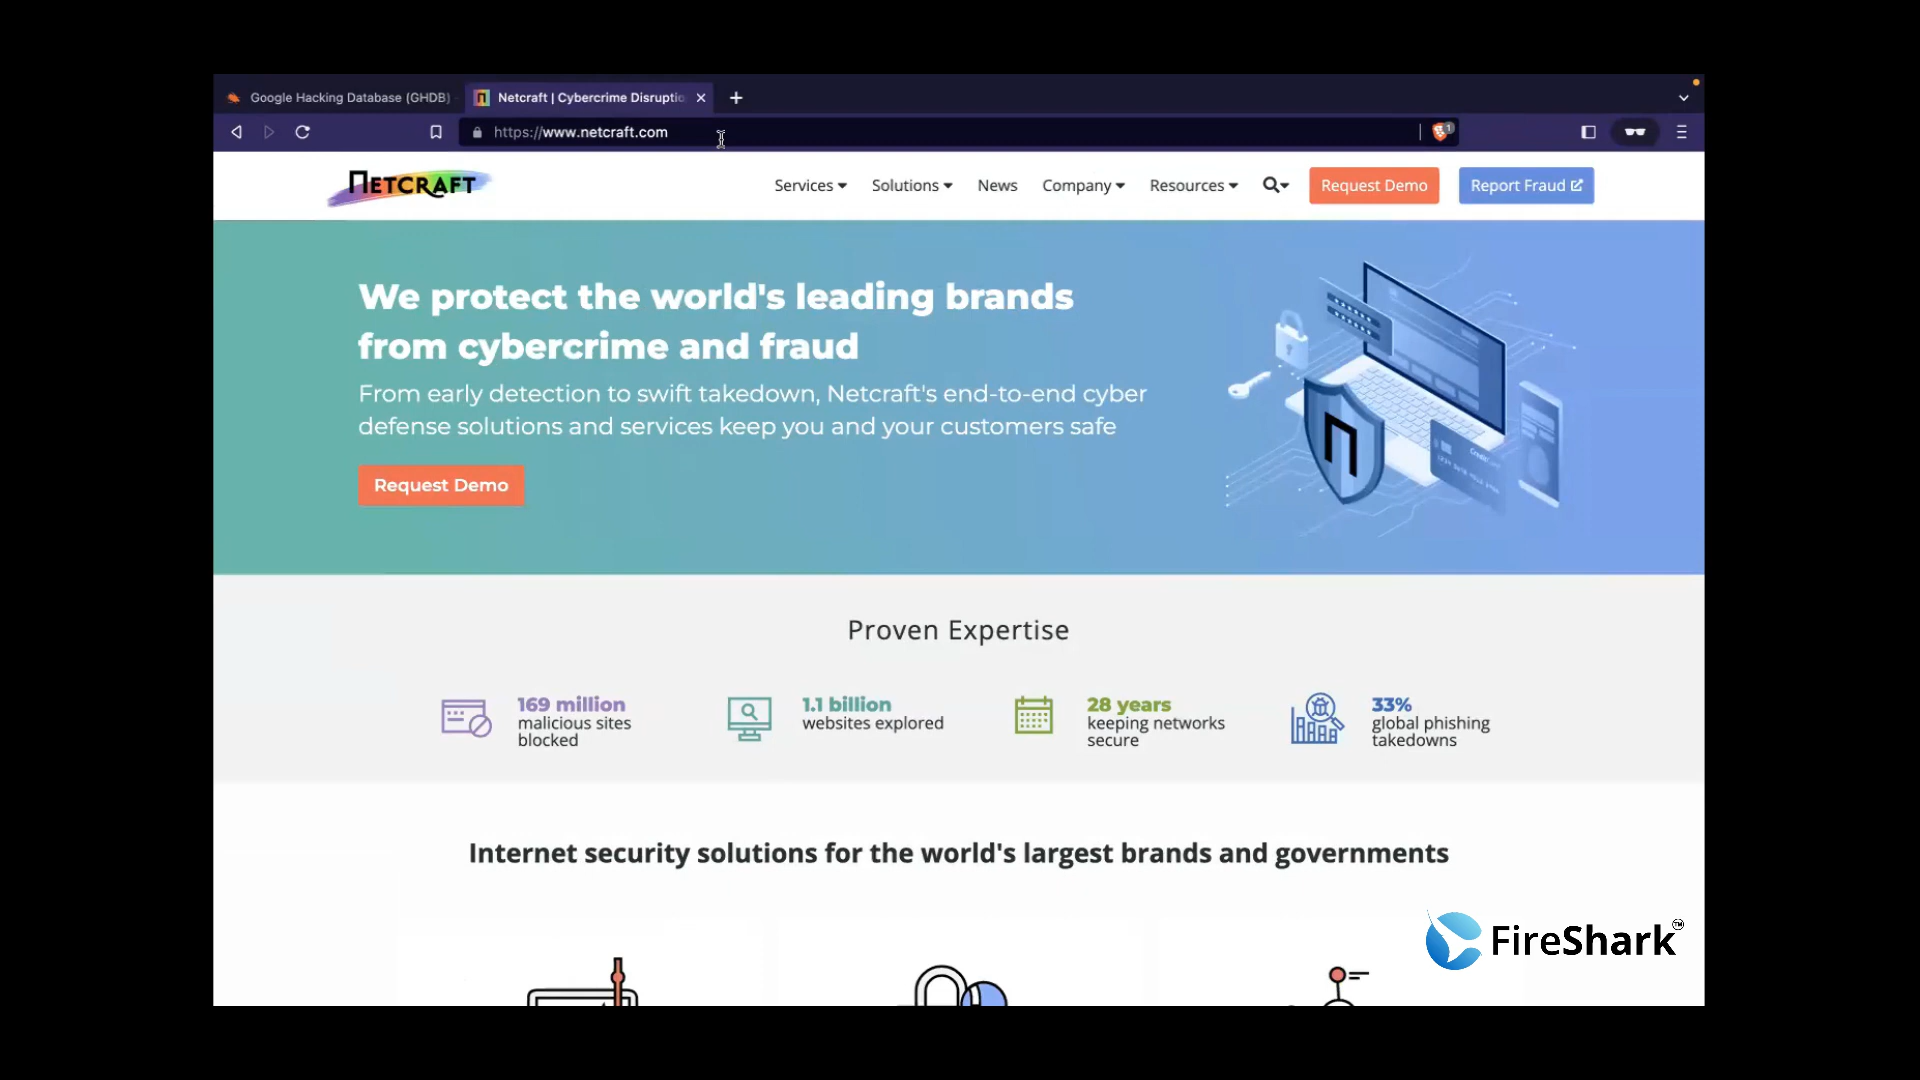 Google Hacking Database (GHDB)
Netcraft | Cybercrime Disruptio
https://www.netcraft.com
1
NETCRAFT
Services
Solutions
News
Company
Resources
Request Demo
Report Fraud
We protect the world's leading brands
from cybercrime and fraud
From early detection to swift takedown, Netcraft's end-to-end cyber
defense solutions and services keep you and your customers safe
Request Demo
Proven Expertise
169 million
malicious sites
blocked
1.1 billion
websites explored
28 years
keeping networks
secure
33%
global phishing
takedowns
Internet security solutions for the world's largest brands and governments
FireShark™